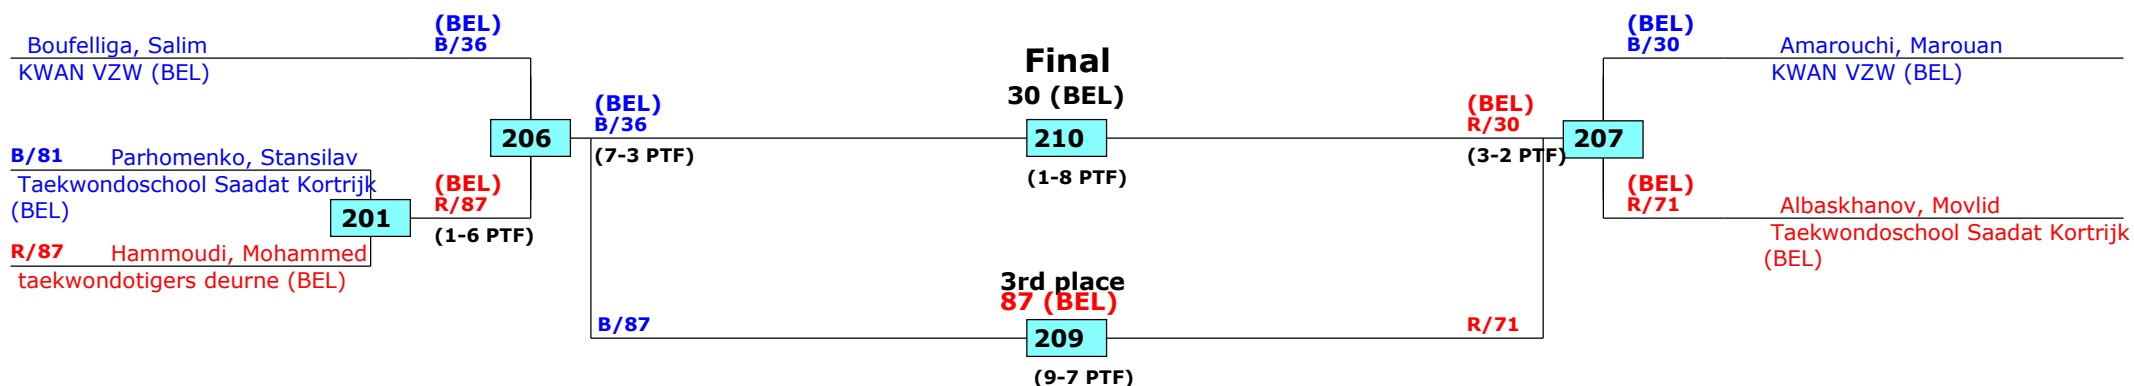 (BEL)
B/36
Boufelliga, Salim
KWAN VZW (BEL)
B/81 Parhomenko, Stansilav
Taekwondoschool Saadat Kortrijk
(BEL)
R/87 Hammoudi, Mohammed
taekwondotigers deurne (BEL)
201
(BEL)
R/87
(1-6 PTF)
206
(BEL)
B/36
(7-3 PTF)
Final
30 (BEL)
210
(1-8 PTF)
3rd place
87 (BEL)
B/87
209
(9-7 PTF)
R/71
(BEL)
R/30
(3-2 PTF)
207
(BEL)
B/30
Amarouchi, Marouan
KWAN VZW (BEL)
(BEL)
R/71
Albaskhanov, Movlid
Taekwondoschool Saadat Kortrijk
(BEL)